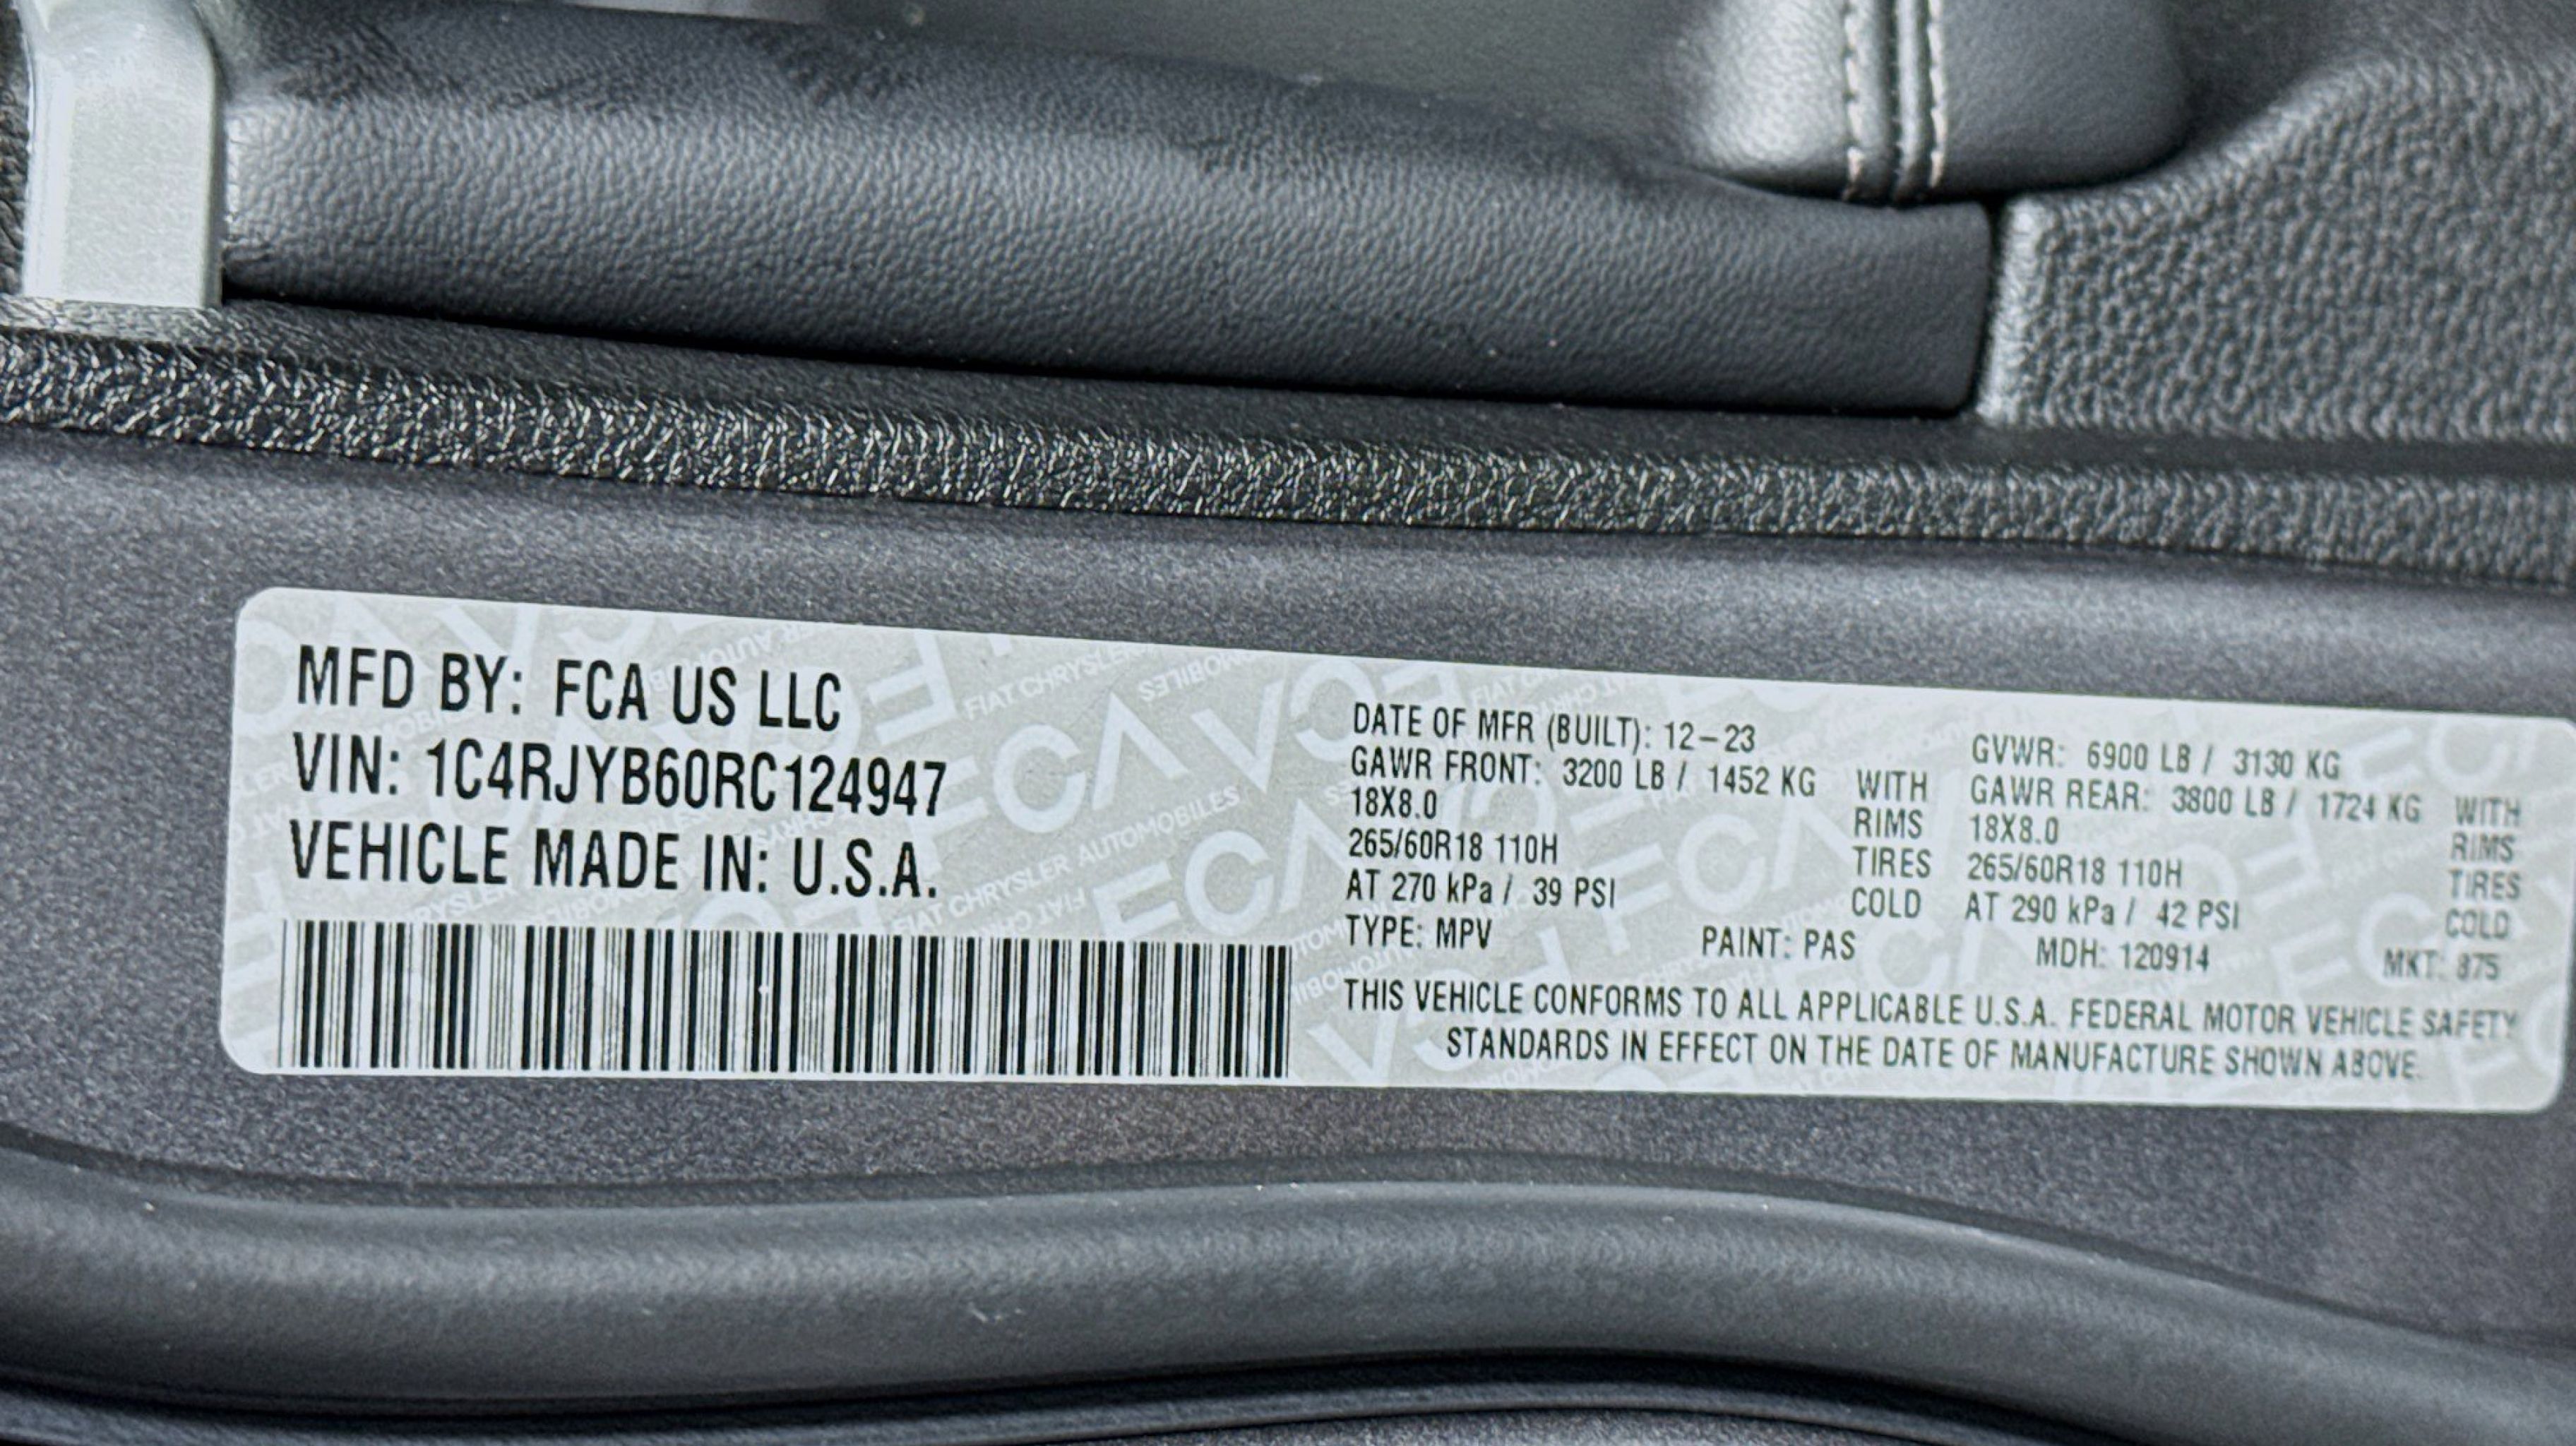 MFD BY: FCA US LLC
VIN: 1C4RJYB60RC124947
VEHICLE MADE IN: U.S.A.
DATE OF MFR (BUILT): 12-23
GVWR: 6900 LB / 3130 KG
GAWR FRONT: 3200 LB / 1452 KG WITH
18X8.0 RIMS
265/60R18 110H TIRES
AT 270 kPa / 39 PSI COLD
GAWR REAR: 3800 LB / 1724 KG WITH
18X8.0 RIMS
265/60R18 110H TIRES
AT 290 kPa / 42 PSI COLD
TYPE: MPV PAINT: PAS MDH: 120914 MKT: 875
THIS VEHICLE CONFORMS TO ALL APPLICABLE U.S.A. FEDERAL MOTOR VEHICLE SAFETY
STANDARDS IN EFFECT ON THE DATE OF MANUFACTURE SHOWN ABOVE.